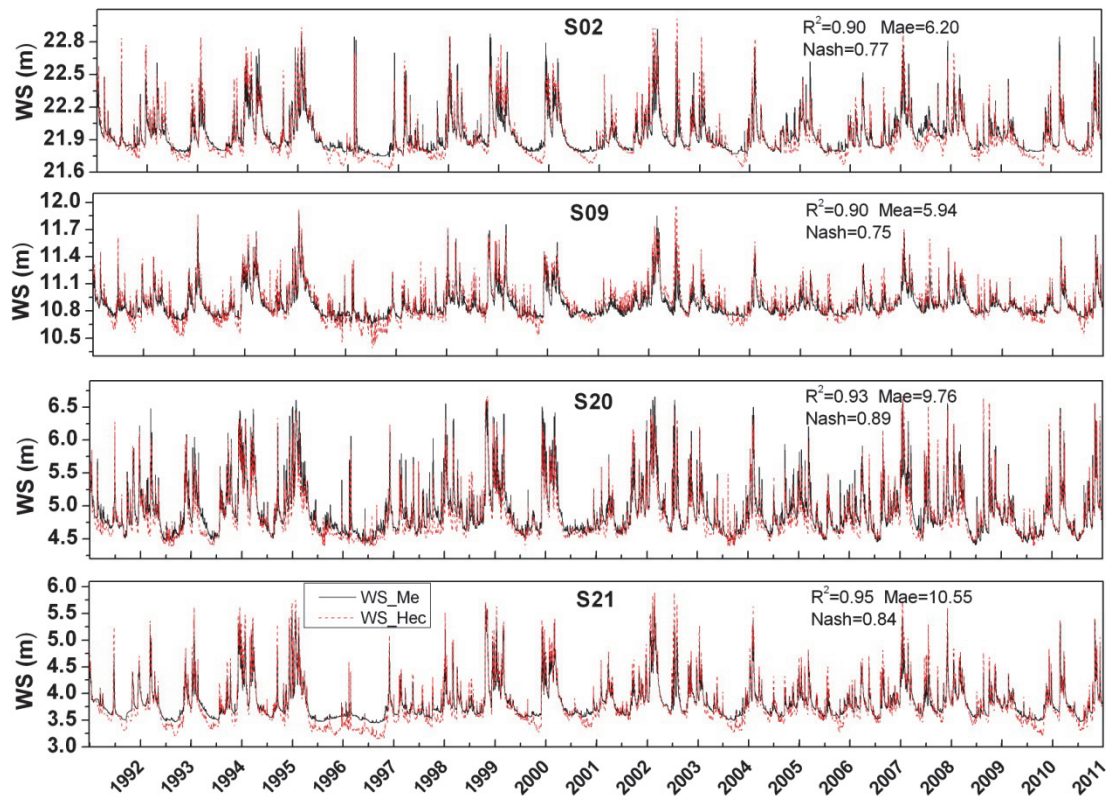 S02
R²=0.90 Mae=6.20
Nash=0.77
WS (m)
22.8
22.5
22.2
21.9
21.6
S09
R²=0.90 Mea=5.94
Nash=0.75
WS (m)
12.0
11.7
11.4
11.1
10.8
10.5
S20
R²=0.93 Mae=9.76
Nash=0.89
WS (m)
6.5
6.0
5.5
5.0
4.5
S21
R²=0.95 Mae=10.55
Nash=0.84
WS_Me
WS_Hec
WS (m)
6.0
5.5
5.0
4.5
4.0
3.5
3.0
1992 1993 1994 1995 1996 1997 1998 1999 2000 2001 2002 2003 2004 2005 2006 2007 2008 2009 2010 2011